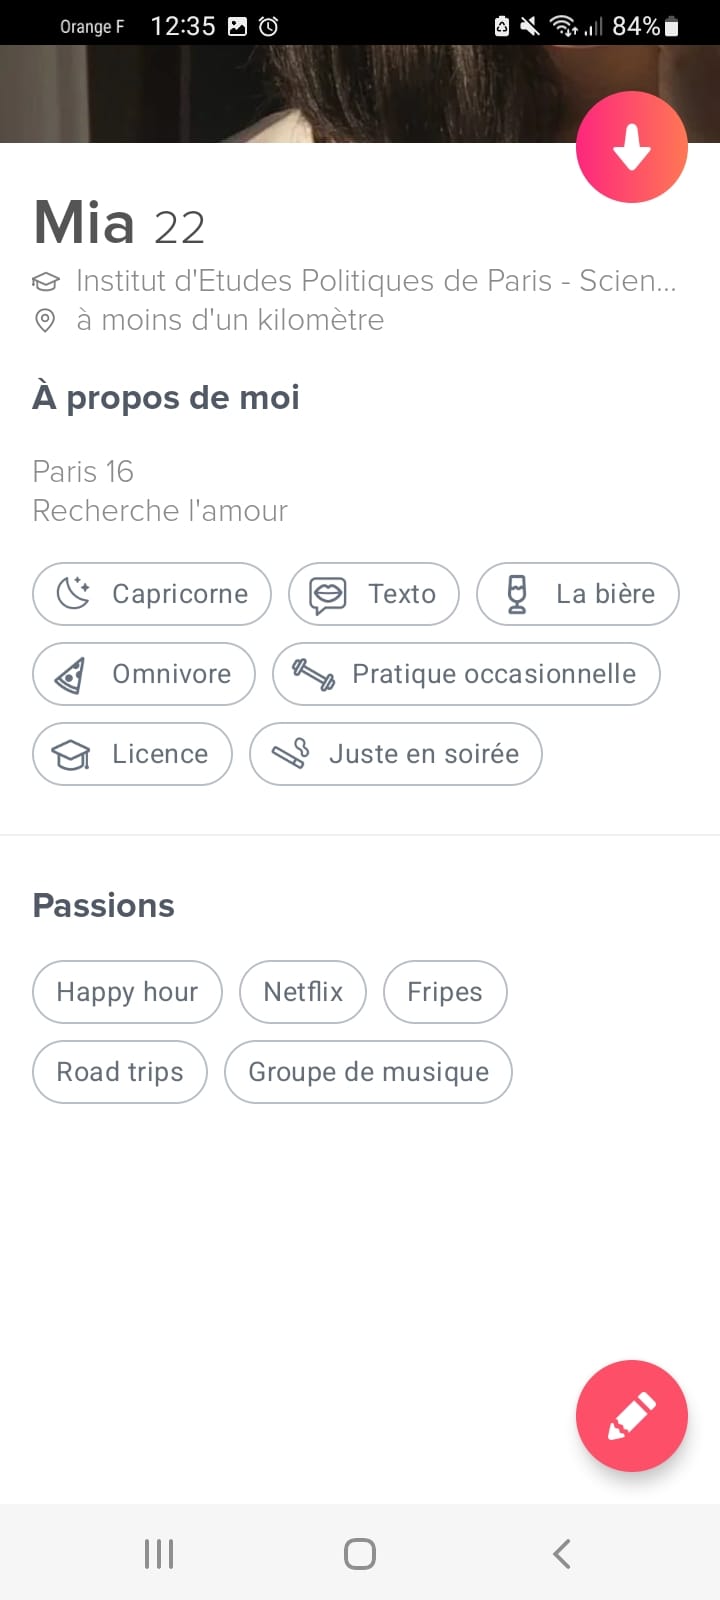 Orange F 12:35 84%
Mia 22
Institut d'Etudes Politiques de Paris - Scien...
à moins d'un kilomètre
À propos de moi
Paris 16
Recherche l'amour
Capricorne Texto La bière
Omnivore Pratique occasionnelle
Licence Juste en soirée
Passions
Happy hour Netflix Fripes
Road trips Groupe de musique